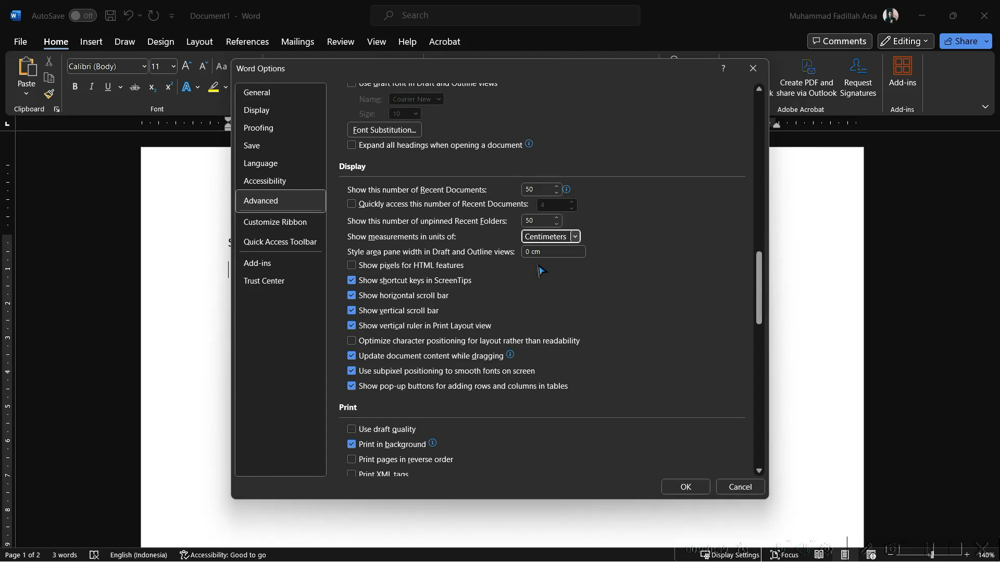 AutoSave Off Document1 - Word Search Muhammad Fadillah Arsa
File Home Insert Draw Design Layout References Mailings Review View Help Acrobat Comments Editing Share
Calibri (Body) 11 Aa
Paste
B I U ab x₂ x² A
Clipboard Font
Create PDF and share via Outlook
Request Signatures
Add-ins
Adobe Acrobat Add-ins
Word Options
General
Display
Proofing
Save
Language
Accessibility
Advanced
Customize Ribbon
Quick Access Toolbar
Add-ins
Trust Center
Use draft font in Draft and Outline views
Name: Courier New
Size: 10
Font Substitution...
Expand all headings when opening a document
Display
Show this number of Recent Documents: 50
Quickly access this number of Recent Documents: 4
Show this number of unpinned Recent Folders: 50
Show measurements in units of: Centimeters
Style area pane width in Draft and Outline views: 0 cm
Show pixels for HTML features
Show shortcut keys in ScreenTips
Show horizontal scroll bar
Show vertical scroll bar
Show vertical ruler in Print Layout view
Optimize character positioning for layout rather than readability
Update document content while dragging
Use subpixel positioning to smooth fonts on screen
Show pop-up buttons for adding rows and columns in tables
Print
Use draft quality
Print in background
Print pages in reverse order
Print XML tags
OK Cancel
1
2
3
4
5
6
7
8
9
Page 1 of 2 3 words English (Indonesia) Accessibility: Good to go Display Settings Focus 140%